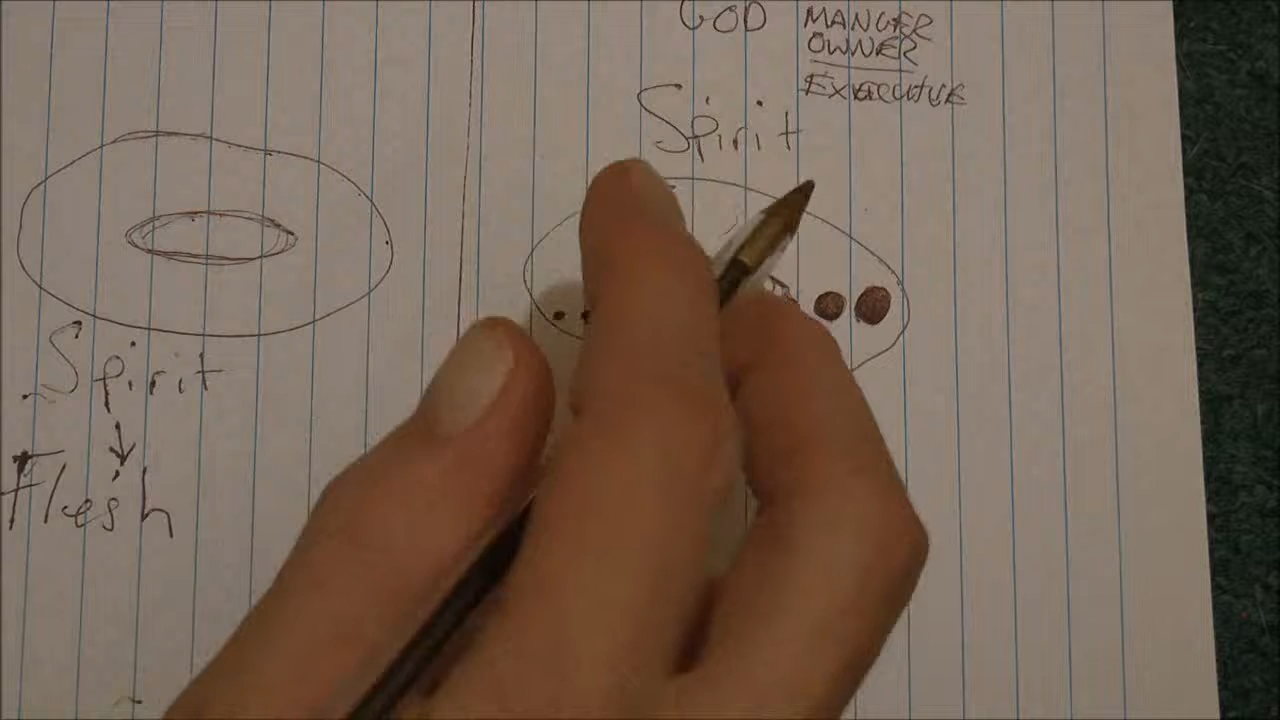 GOD
MANGER
OWNER
Executive
Spirit
Spirit
Flesh